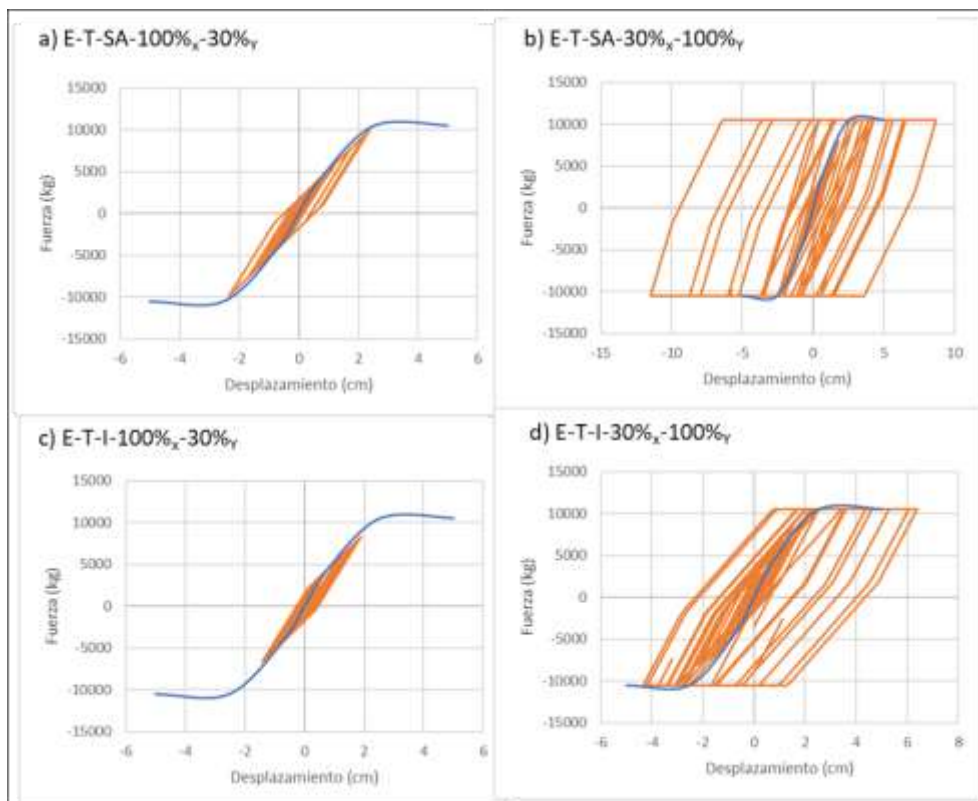 a) E-T-SA-100%x-30%Y
15000
10000
5000
0
-5000
-10000
-15000
Fuerza (kg)
-6 -4 -2 0 2 4 6
Desplazamiento (cm)
b) E-T-SA-30%x-100%Y
15000
10000
5000
0
-5000
-10000
-15000
Fuerza (kg)
-15 -10 -5 0 5 10
Desplazamiento (cm)
c) E-T-I-100%x-30%Y
15000
10000
5000
0
-5000
-10000
-15000
Fuerza (kg)
-6 -4 -2 0 2 4 6
Desplazamiento (cm)
d) E-T-I-30%x-100%Y
15000
10000
5000
0
-5000
-10000
-15000
Fuerza (kg)
-6 -4 -2 0 2 4 6 8
Desplazamiento (cm)